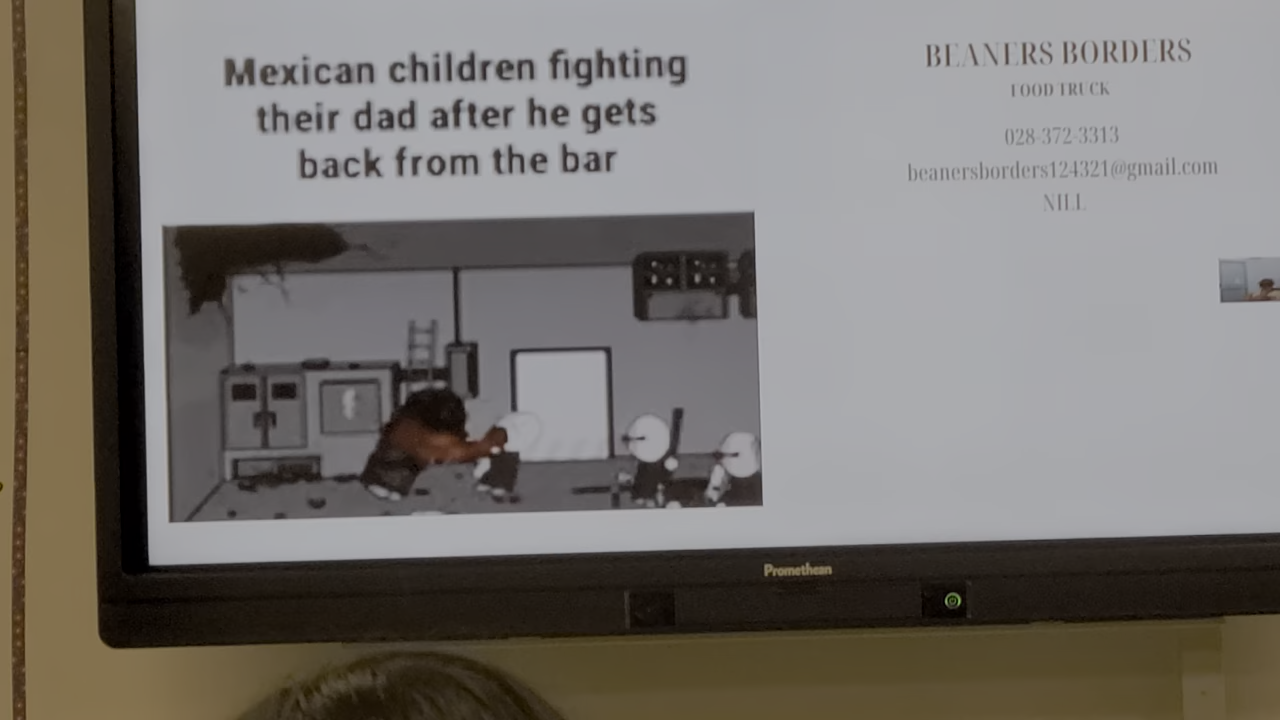 Mexican children fighting
their dad after he gets
back from the bar
BEANERS BORDERS
FOOD TRUCK
028-372-3313
beanersborders124321@gmail.com
NILL
Promethean